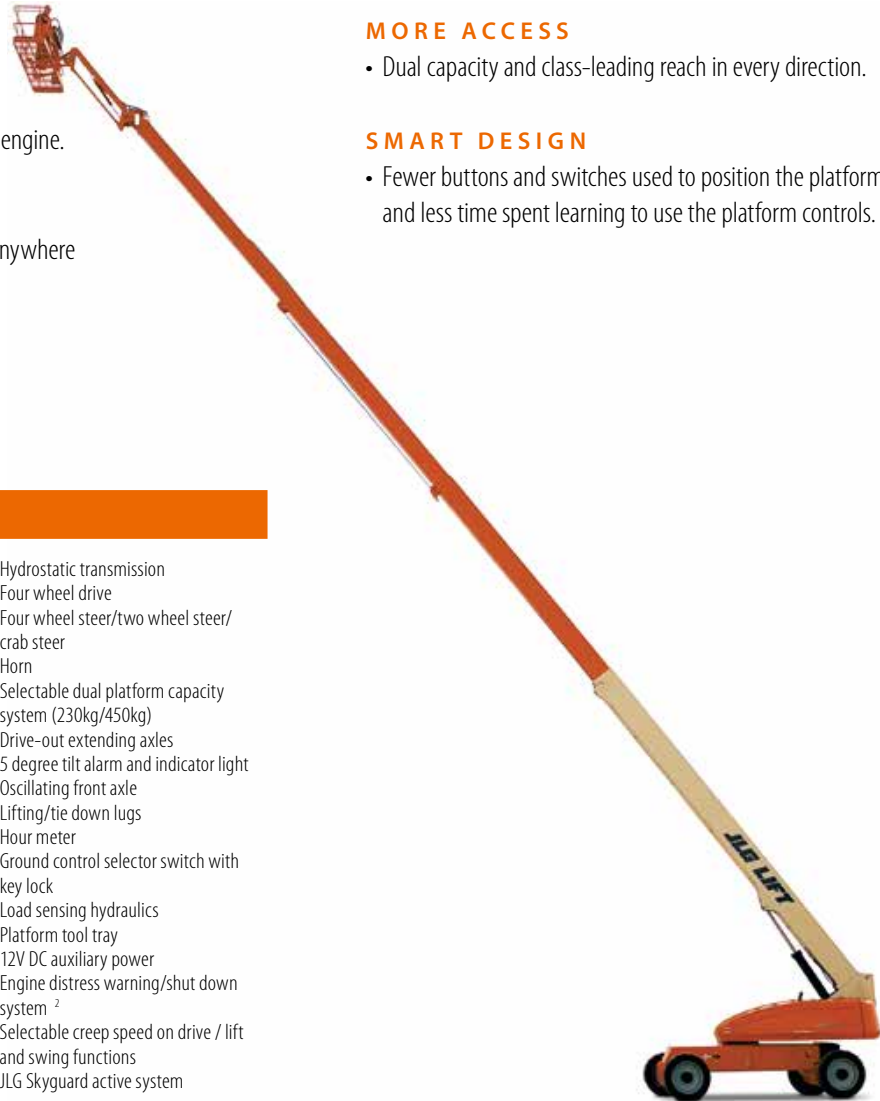 engine.
nywhere
MORE ACCESS
• Dual capacity and class-leading reach in every direction.
SMART DESIGN
• Fewer buttons and switches used to position the platform
and less time spent learning to use the platform controls.
Hydrostatic transmission
Four wheel drive
Four wheel steer/two wheel steer/
crab steer
Horn
Selectable dual platform capacity
system (230kg/450kg)
Drive-out extending axles
5 degree tilt alarm and indicator light
Oscillating front axle
Lifting/tie down lugs
Hour meter
Ground control selector switch with
key lock
Load sensing hydraulics
Platform tool tray
12V DC auxiliary power
Engine distress warning/shut down
system ²
Selectable creep speed on drive / lift
and swing functions
JLG Skyguard active system
JLG LIFT